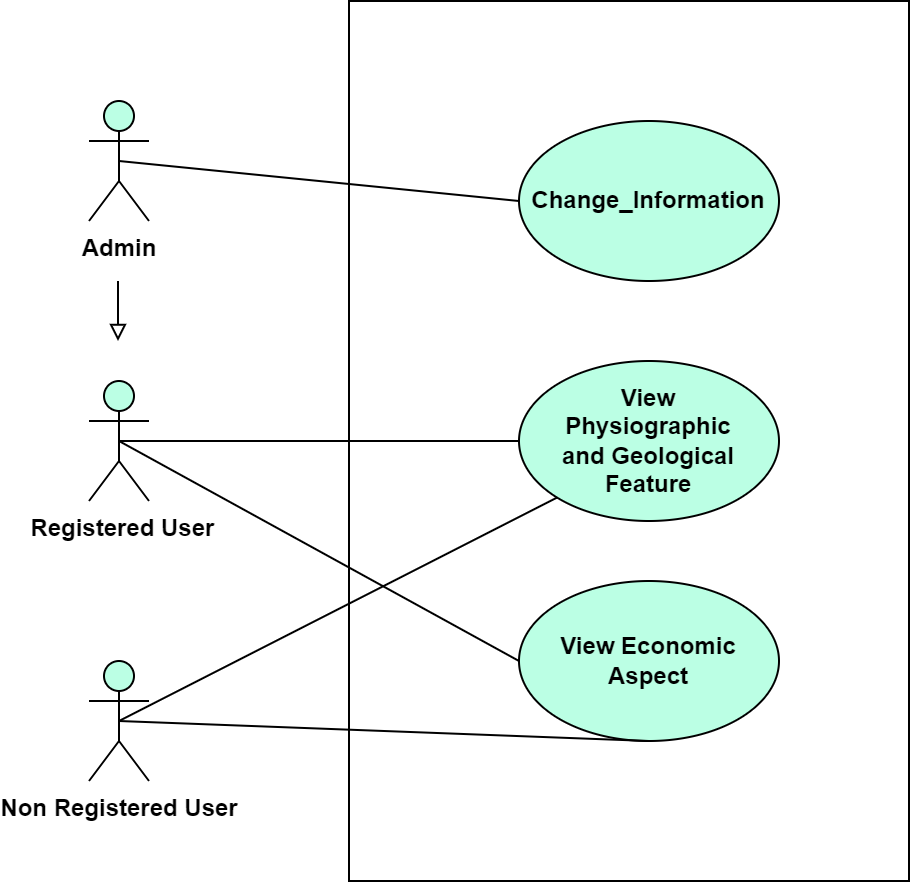 Change_Information
Admin
View
Physiographic
and Geological
Feature
Registered User
View Economic
Aspect
Non Registered User